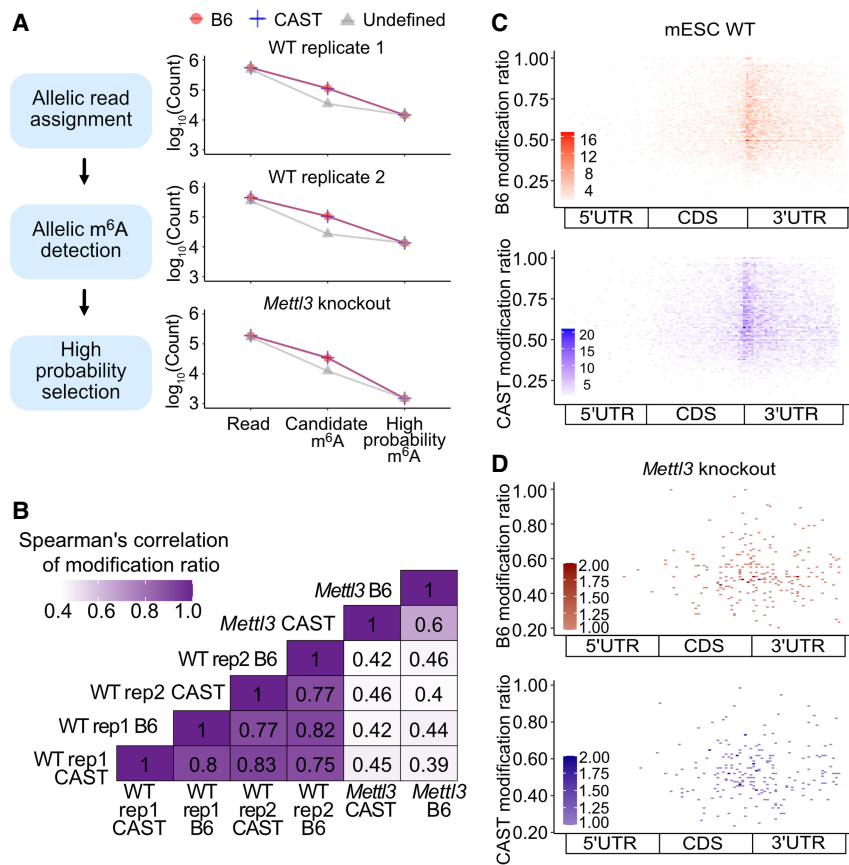 A
B6 CAST Undefined
Allelic read
assignment
Allelic m⁶A
detection
High
probability
selection
WT replicate 1
log₁₀(Count)
6
5
4
3
WT replicate 2
log₁₀(Count)
6
5
4
3
Mettl3 knockout
log₁₀(Count)
6
5
4
3
Read Candidate m⁶A High probability m⁶A
B
Spearman's correlation
of modification ratio
0.4 0.6 0.8 1.0
Mettl3 B6 1
Mettl3 CAST 1 0.6
WT rep2 B6 1 0.42 0.46
WT rep2 CAST 1 0.77 0.46 0.4
WT rep1 B6 1 0.77 0.82 0.42 0.44
WT rep1 CAST 1 0.8 0.83 0.75 0.45 0.39
WT rep1 CAST
WT rep1 B6
WT rep2 CAST
WT rep2 B6
Mettl3 CAST
Mettl3 B6
C
mESC WT
B6 modification ratio
1.00
0.75
0.50
0.25
16
12
8
4
5'UTR CDS 3'UTR
CAST modification ratio
1.00
0.75
0.50
0.25
20
15
10
5
5'UTR CDS 3'UTR
D
Mettl3 knockout
B6 modification ratio
1.00
0.80
0.60
0.40
0.20
2.00
1.75
1.50
1.25
1.00
5'UTR CDS 3'UTR
CAST modification ratio
1.00
0.80
0.60
0.40
0.20
2.00
1.75
1.50
1.25
1.00
5'UTR CDS 3'UTR